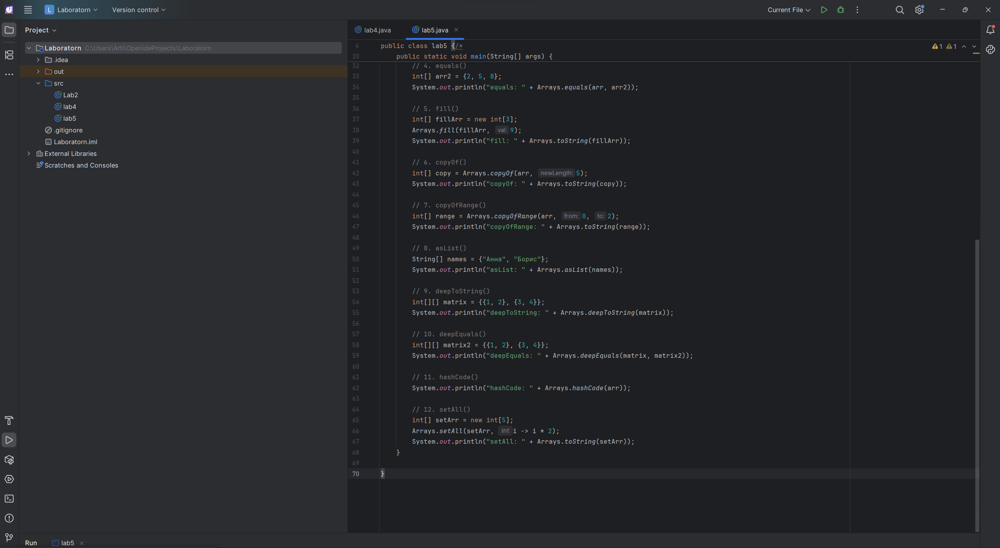 L Laboratorn Version control Current File
Project
Laboratorn C:\Users\Arti\OpenideProjects\Laboratorn
.idea
out
src
Lab2
lab4
lab5
.gitignore
Laboratorn.iml
External Libraries
Scratches and Consoles
lab4.java lab5.java
4 public class lab5 {/* 1 1
20 public static void main(String[] args) {
32 // 4. equals()
33 int[] arr2 = {2, 5, 8};
34 System.out.println("equals: " + Arrays.equals(arr, arr2));
35
36 // 5. fill()
37 int[] fillArr = new int[3];
38 Arrays.fill(fillArr, val: 9);
39 System.out.println("fill: " + Arrays.toString(fillArr));
40
41 // 6. copyOf()
42 int[] copy = Arrays.copyOf(arr, newLength: 5);
43 System.out.println("copyOf: " + Arrays.toString(copy));
44
45 // 7. copyOfRange()
46 int[] range = Arrays.copyOfRange(arr, from: 0, to: 2);
47 System.out.println("copyOfRange: " + Arrays.toString(range));
48
49 // 8. asList()
50 String[] names = {"Анна", "Борис"};
51 System.out.println("asList: " + Arrays.asList(names));
52
53 // 9. deepToString()
54 int[][] matrix = {{1, 2}, {3, 4}};
55 System.out.println("deepToString: " + Arrays.deepToString(matrix));
56
57 // 10. deepEquals()
58 int[][] matrix2 = {{1, 2}, {3, 4}};
59 System.out.println("deepEquals: " + Arrays.deepEquals(matrix, matrix2));
60
61 // 11. hashCode()
62 System.out.println("hashCode: " + Arrays.hashCode(arr));
63
64 // 12. setAll()
65 int[] setArr = new int[5];
66 Arrays.setAll(setArr, int i -> i * 2);
67 System.out.println("setAll: " + Arrays.toString(setArr));
68 }
69
70 }
Run lab5